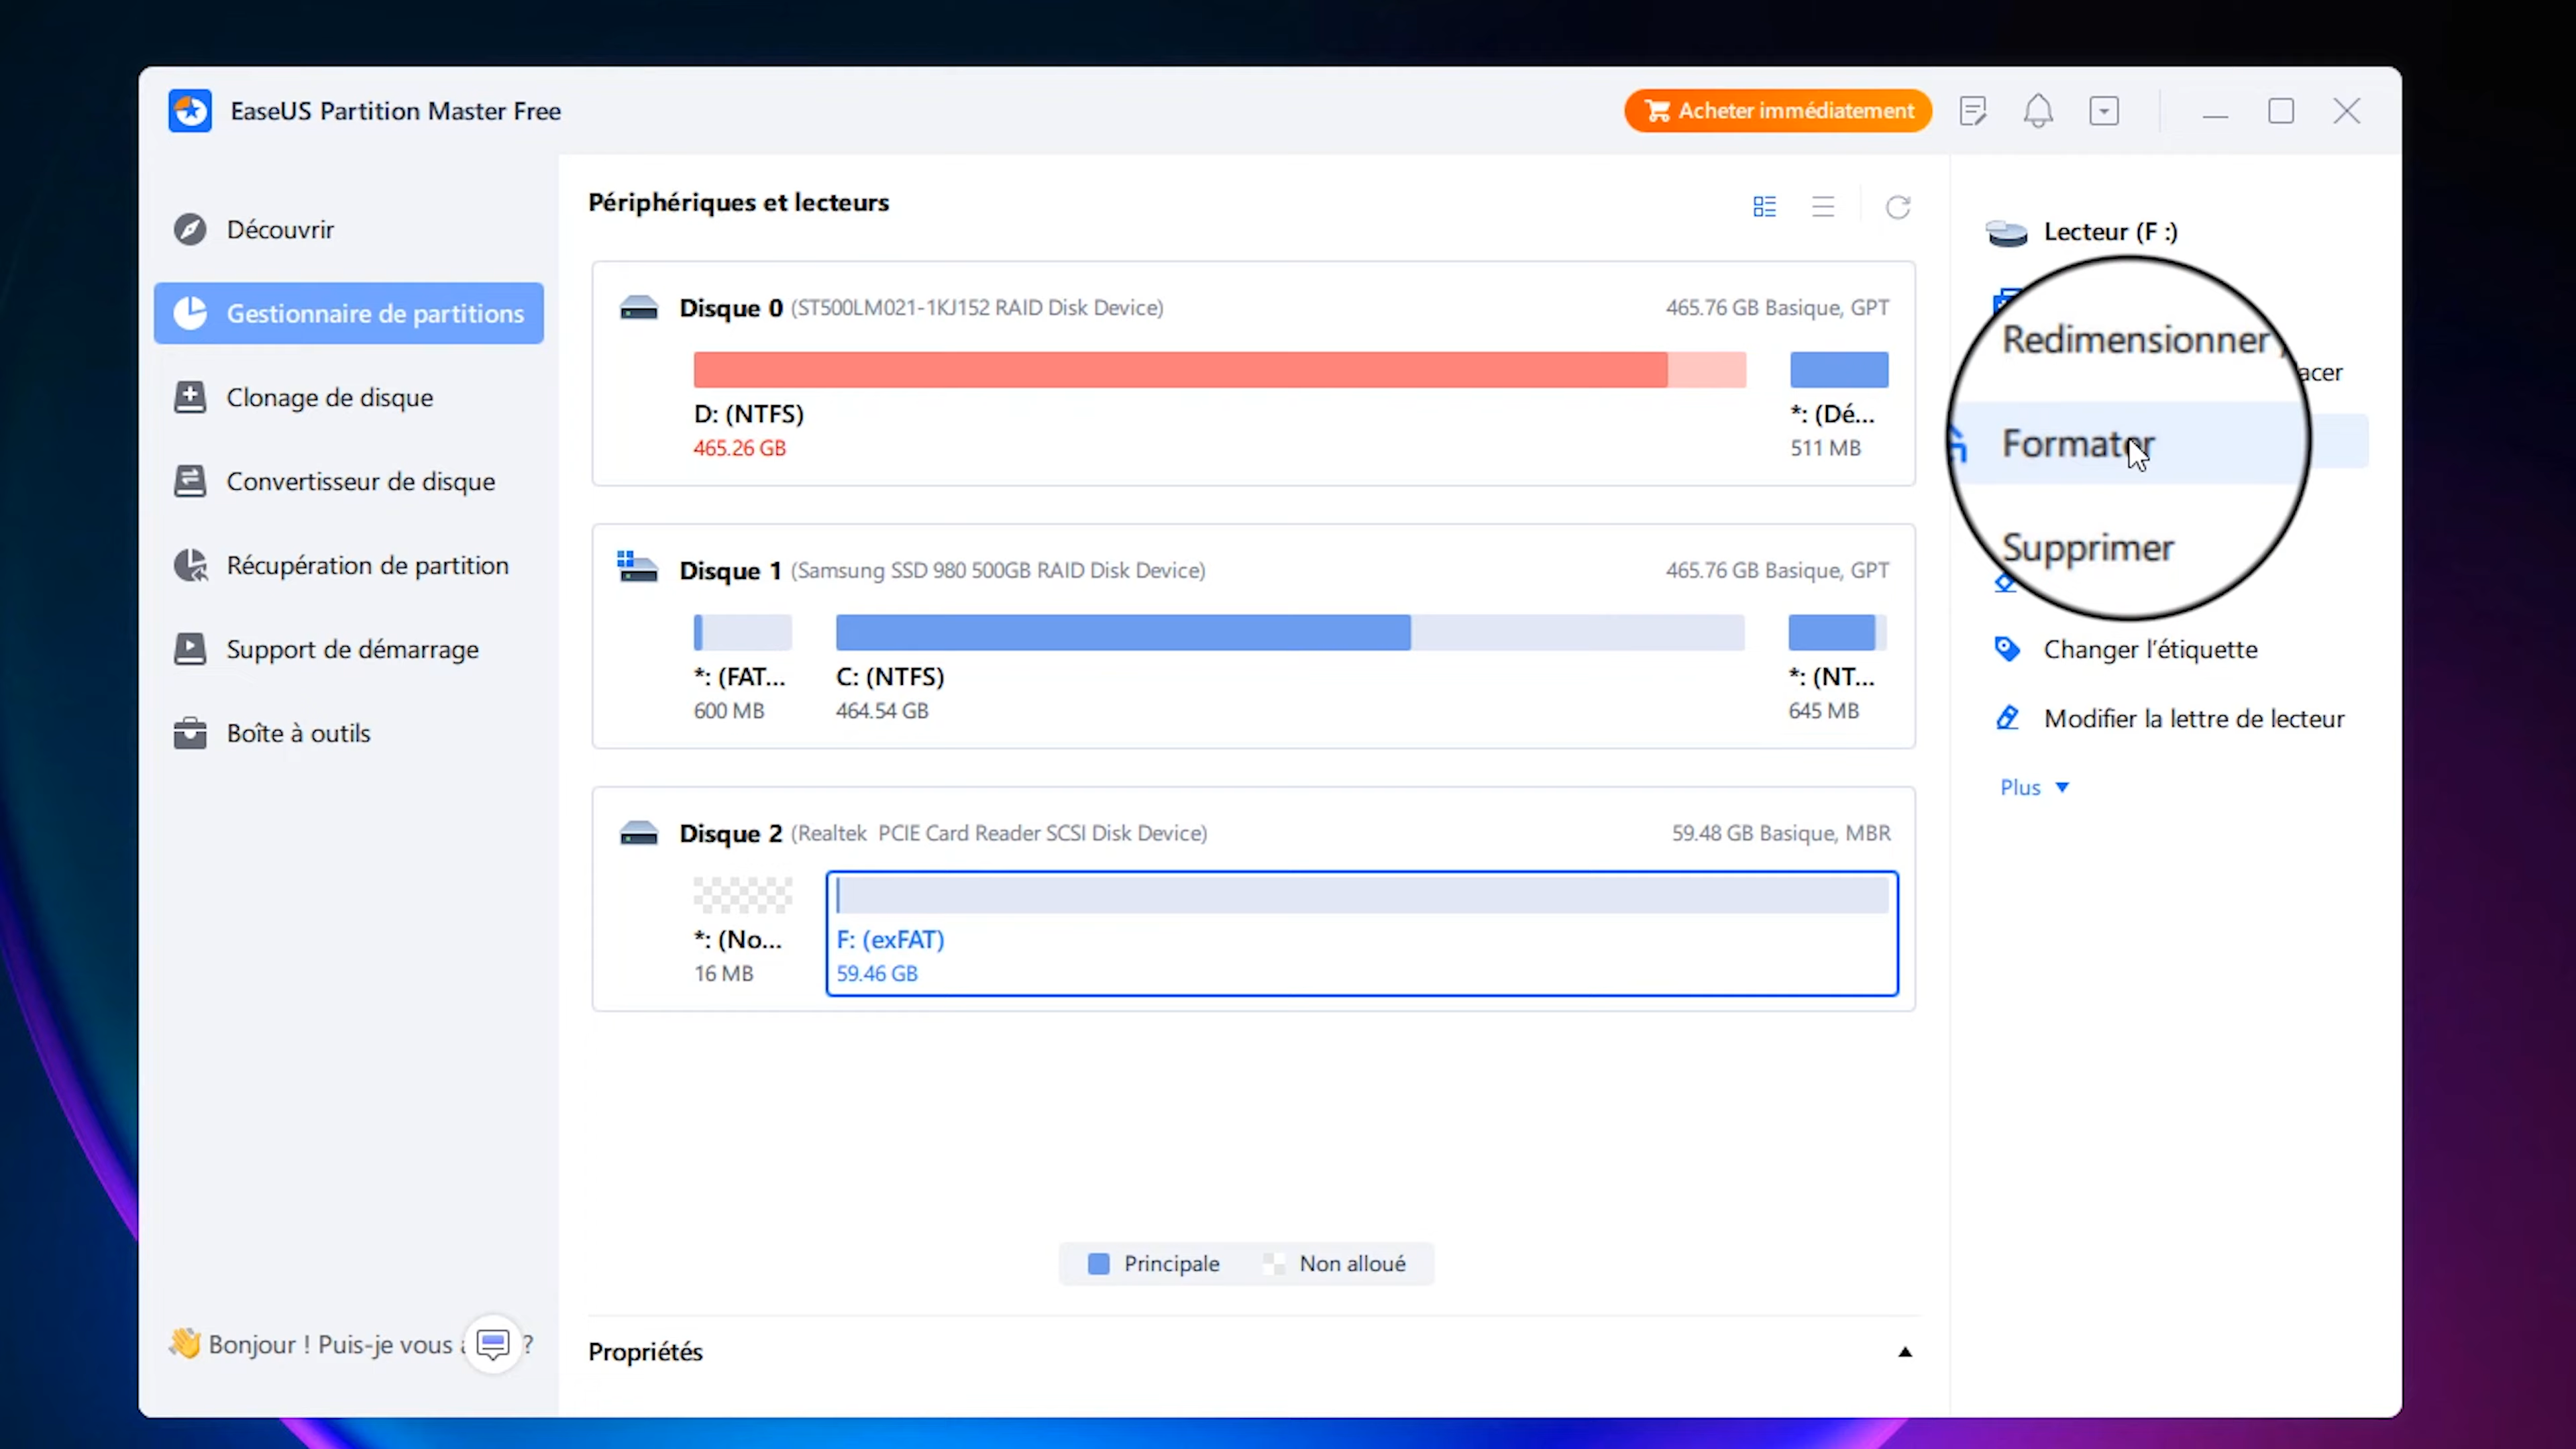 EaseUS Partition Master Free
Acheter immédiatement
Découvrir
Gestionnaire de partitions
Clonage de disque
Convertisseur de disque
Récupération de partition
Support de démarrage
Boîte à outils
Bonjour ! Puis-je vous ?
Périphériques et lecteurs
Disque 0 (ST500LM021-1KJ152 RAID Disk Device)
465.76 GB Basique, GPT
D: (NTFS)
465.26 GB
*: (Dé...
511 MB
Disque 1 (Samsung SSD 980 500GB RAID Disk Device)
465.76 GB Basique, GPT
*: (FAT...
600 MB
C: (NTFS)
464.54 GB
*: (NT...
645 MB
Disque 2 (Realtek PCIE Card Reader SCSI Disk Device)
59.48 GB Basique, MBR
*: (No...
16 MB
F: (exFAT)
59.46 GB
Principale
Non alloué
Propriétés
Lecteur (F :)
Redimensionner
acer
Formater
Supprimer
Changer l'étiquette
Modifier la lettre de lecteur
Plus